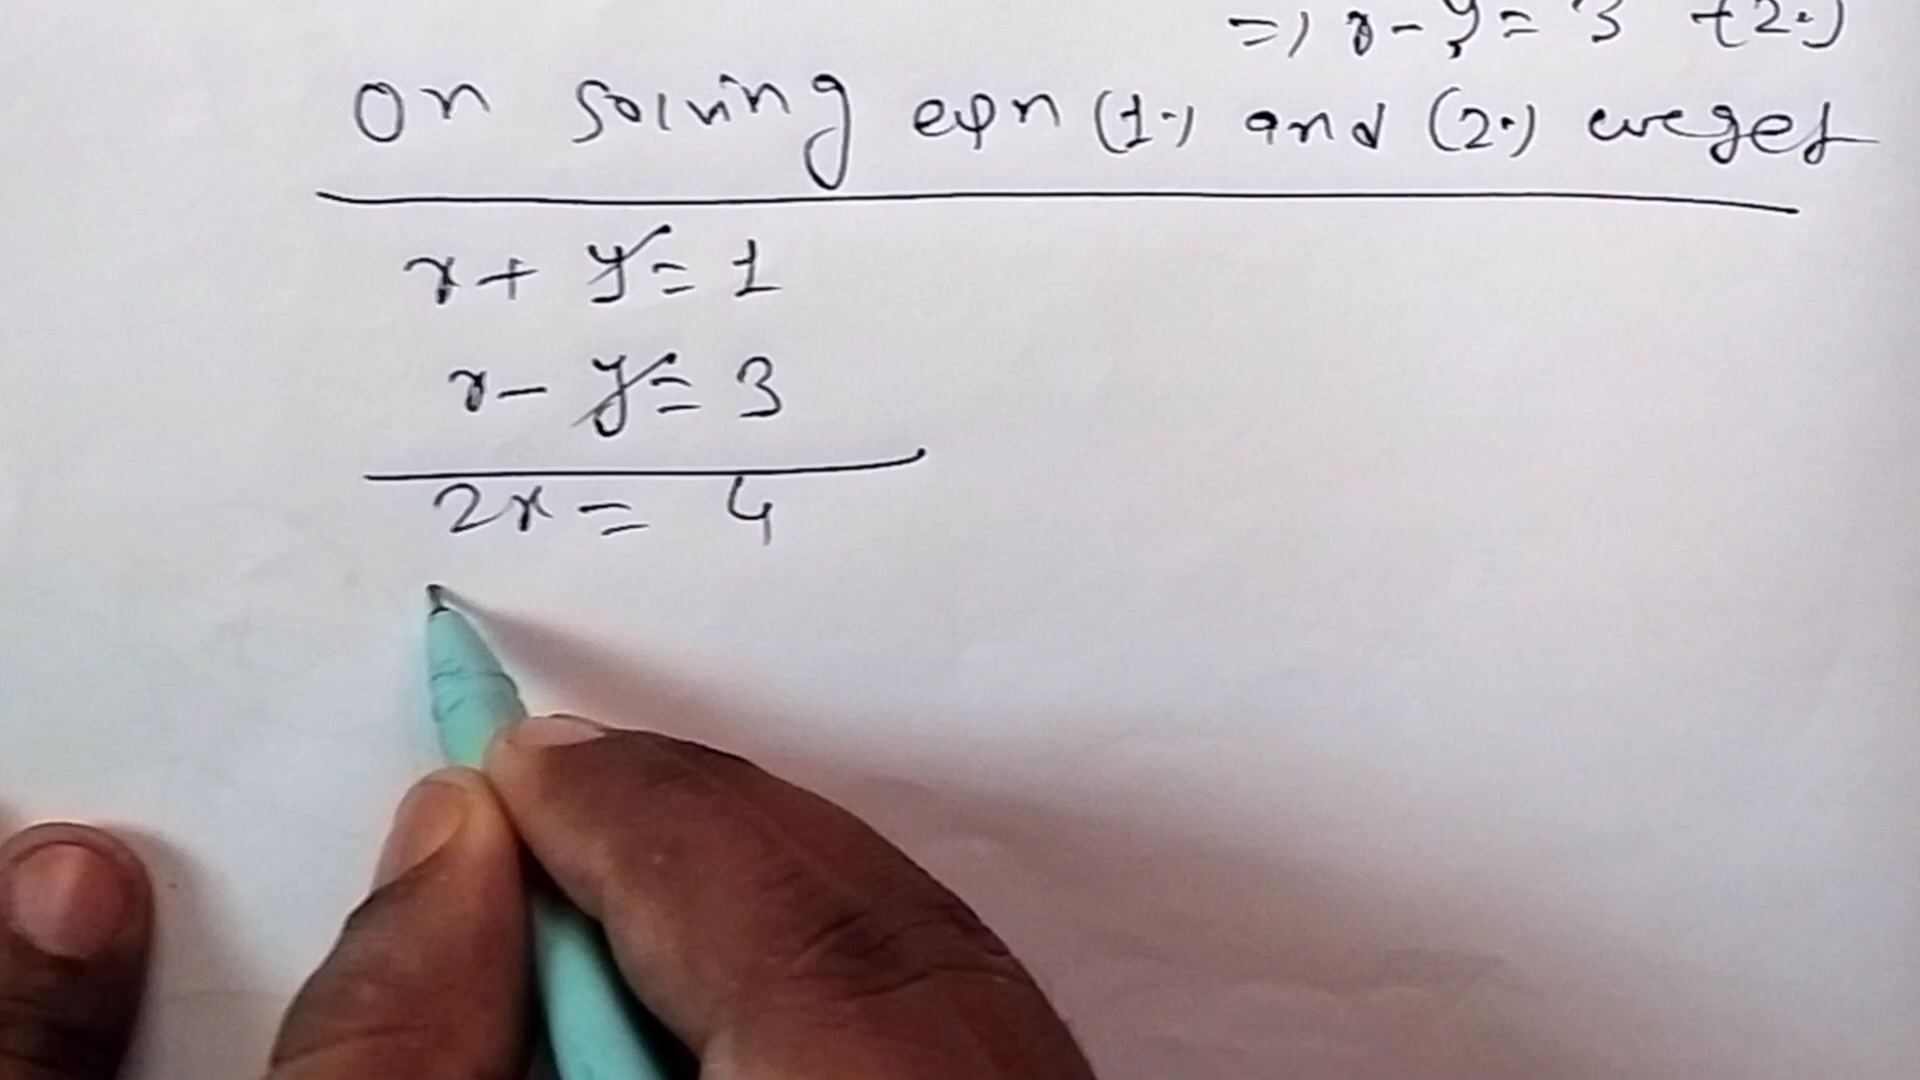 =) x - y = 3 + (2.)
On solving eqn (1.) and (2.) we get
x + y = 1
x - y = 3
2x = 4